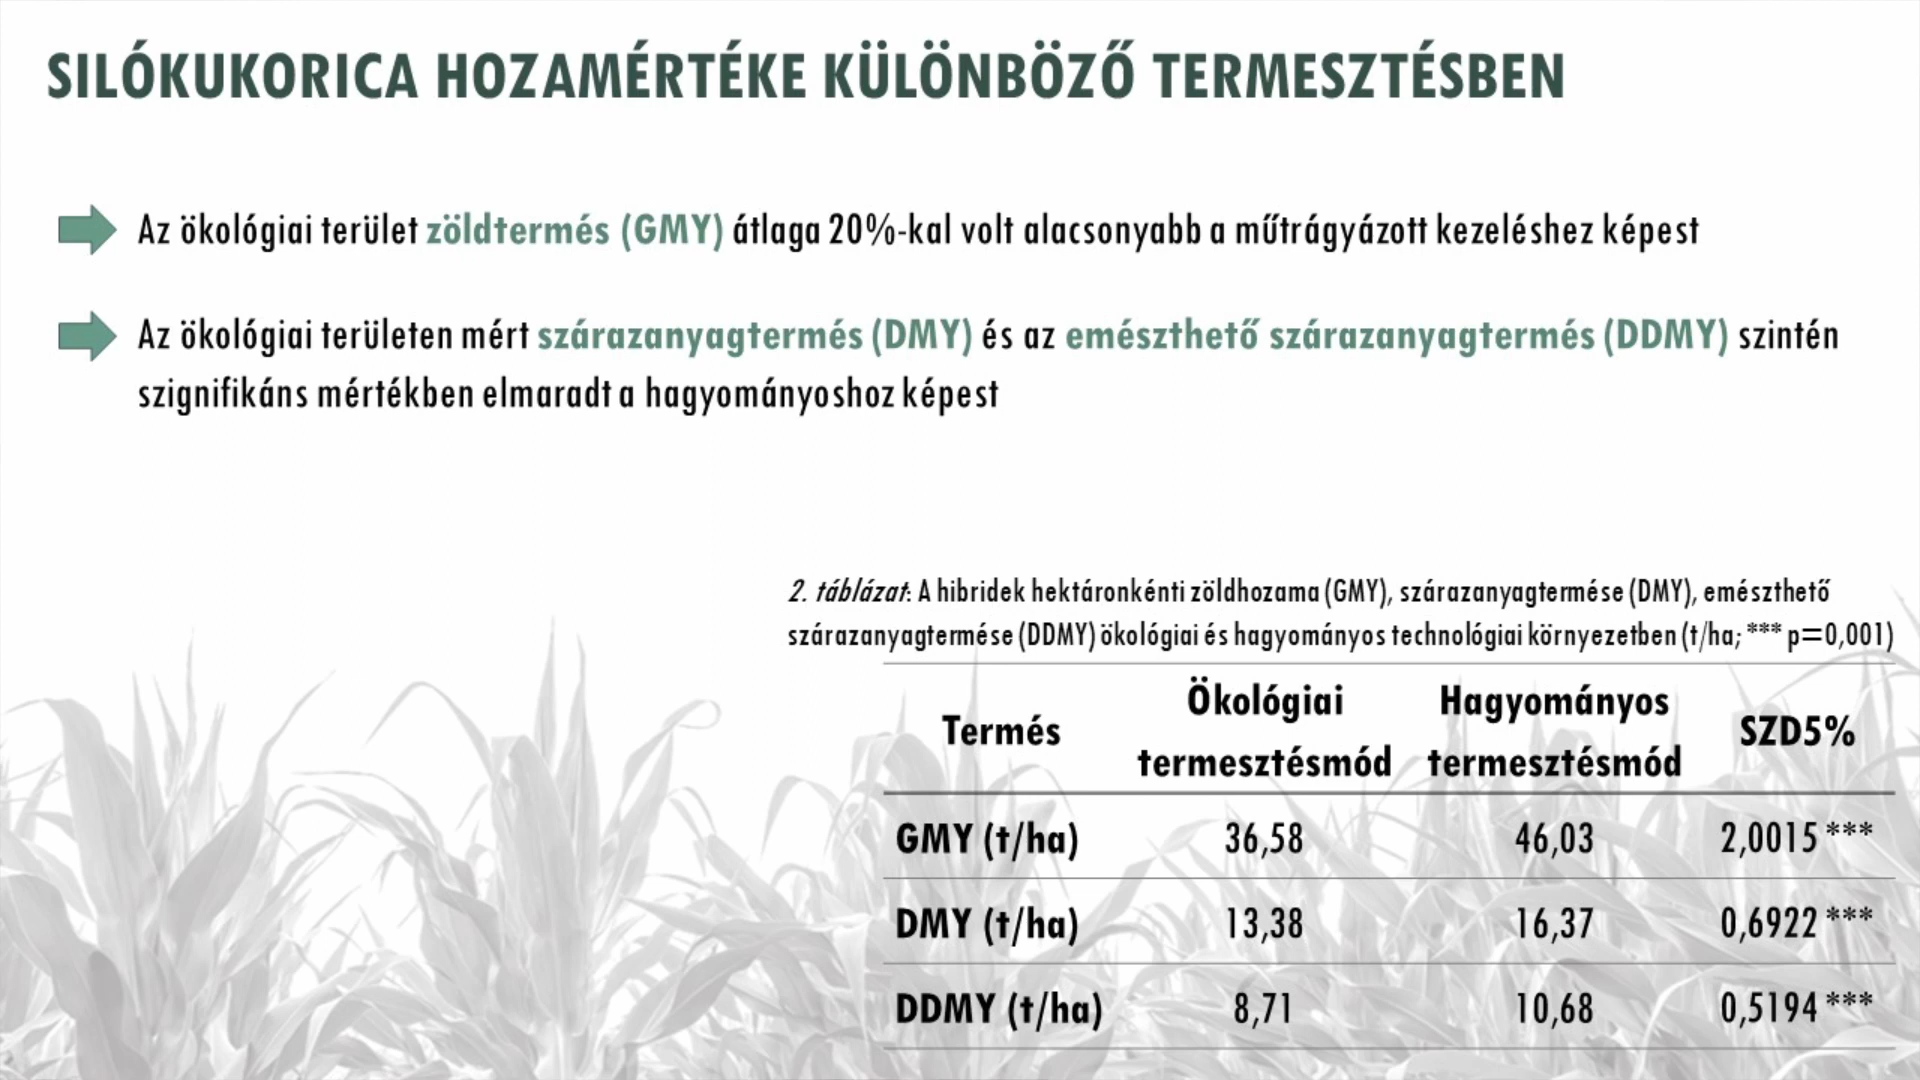 SILÓKUKORICA HOZAMÉRTÉKE KÜLÖNBÖZŐ TERMESZTÉSBEN
Az ökológiai terület zöldtermés (GMY) átlaga 20%-kal volt alacsonyabb a műtrágyázott kezeléshez képest
Az ökológiai területen mért szárazanyagtermés (DMY) és az emészthető szárazanyagtermés (DDMY) szintén
szignifikáns mértékben elmaradt a hagyományoshoz képest
2. táblázat: A hibridek hektáronkénti zöldhozama (GMY), szárazanyagtermése (DMY), emészthető
szárazanyagtermése (DDMY) ökológiai és hagyományos technológiai környezetben (t/ha; *** p=0,001)
Termés Ökológiai termesztésmód Hagyományos termesztésmód SZD5%
GMY (t/ha) 36,58 46,03 2,0015 ***
DMY (t/ha) 13,38 16,37 0,6922 ***
DDMY (t/ha) 8,71 10,68 0,5194 ***